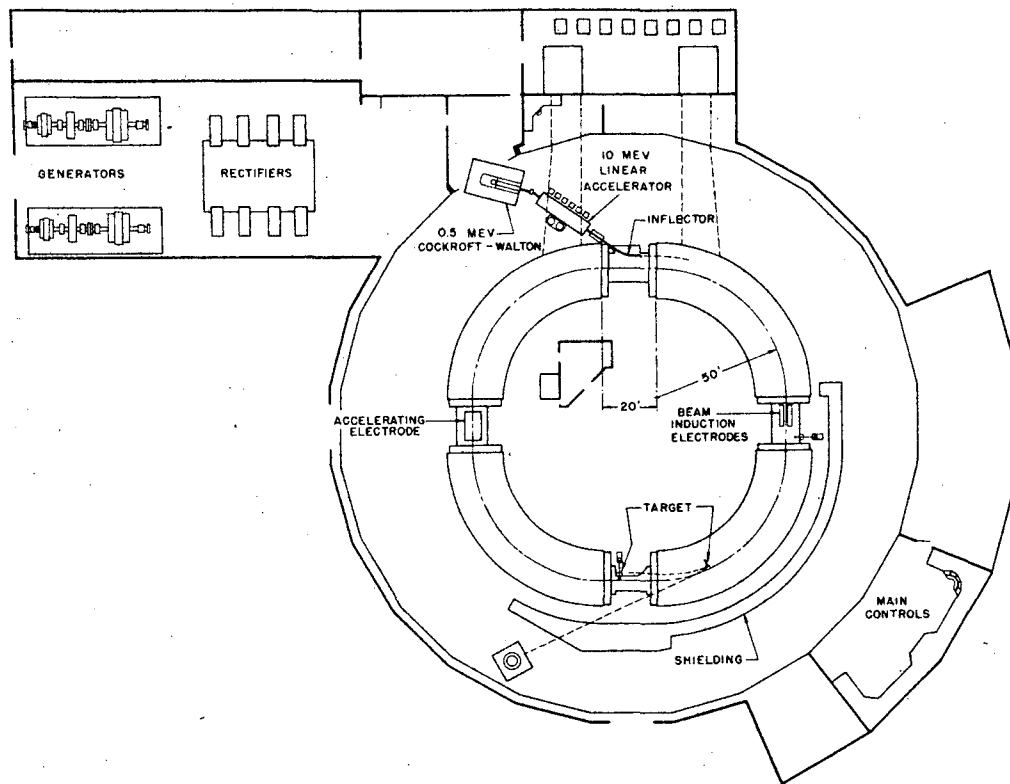 GENERATORS
RECTIFIERS
10 MEV
LINEAR
ACCELERATOR
INFLECTOR
0.5 MEV
COCKROFT-WALTON
50'
20'
ACCELERATING
ELECTRODE
BEAM
INDUCTION
ELECTRODES
TARGET
MAIN
CONTROLS
SHIELDING